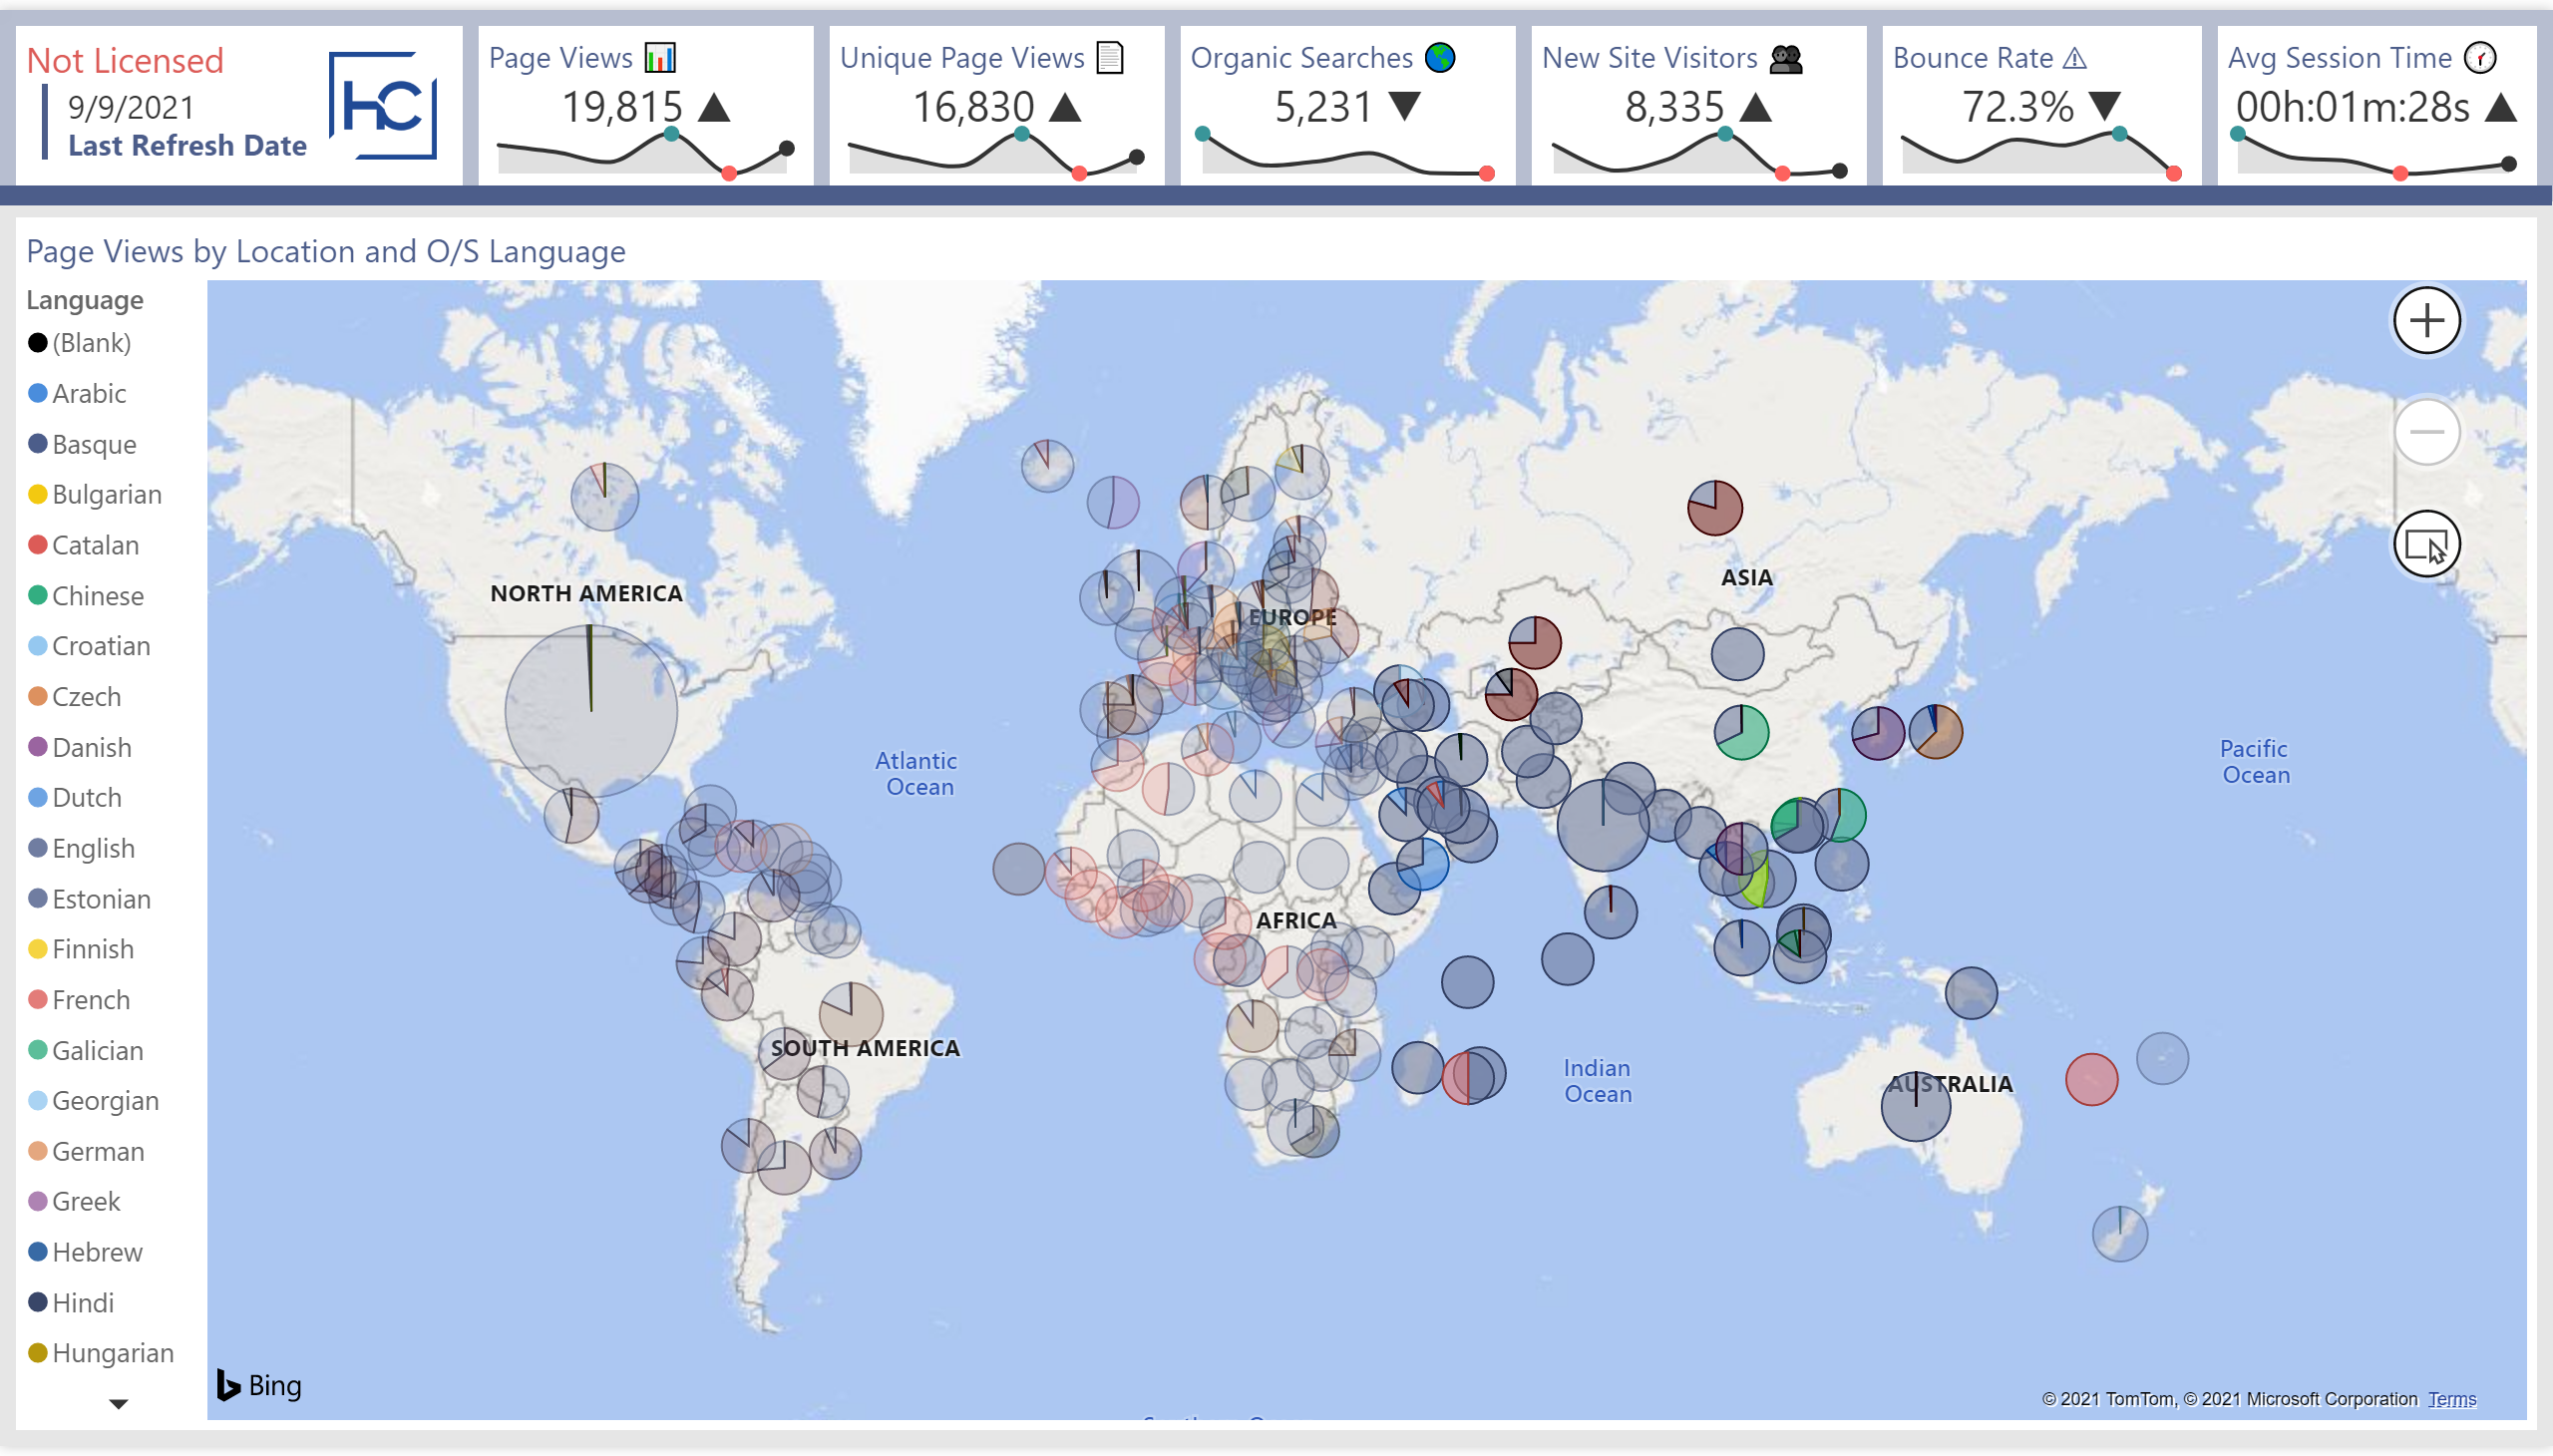 Not Licensed
9/9/2021
Last Refresh Date
HC
Page Views
19,815
Unique Page Views
16,830
Organic Searches
5,231
New Site Visitors
8,335
Bounce Rate
72.3%
Avg Session Time
00h:01m:28s
Page Views by Location and O/S Language
Language
(Blank)
Arabic
Basque
Bulgarian
Catalan
Chinese
Croatian
Czech
Danish
Dutch
English
Estonian
Finnish
French
Galician
Georgian
German
Greek
Hebrew
Hindi
Hungarian
NORTH AMERICA
EUROPE
ASIA
Atlantic
Ocean
Pacific
Ocean
AFRICA
SOUTH AMERICA
Indian
Ocean
AUSTRALIA
Bing
© 2021 TomTom, © 2021 Microsoft Corporation Terms